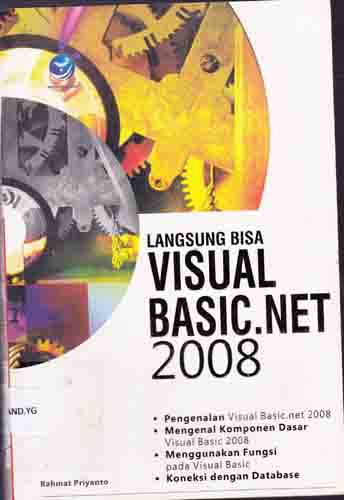 LANGSUNG BISA
VISUAL
BASIC.NET
2008
• Pengenalan Visual Basic.net 2008
• Mengenal Komponen Dasar
Visual Basic 2008
• Menggunakan Fungsi
pada Visual Basic
• Koneksi dengan Database
AND.YG
Rahmat Priyanto